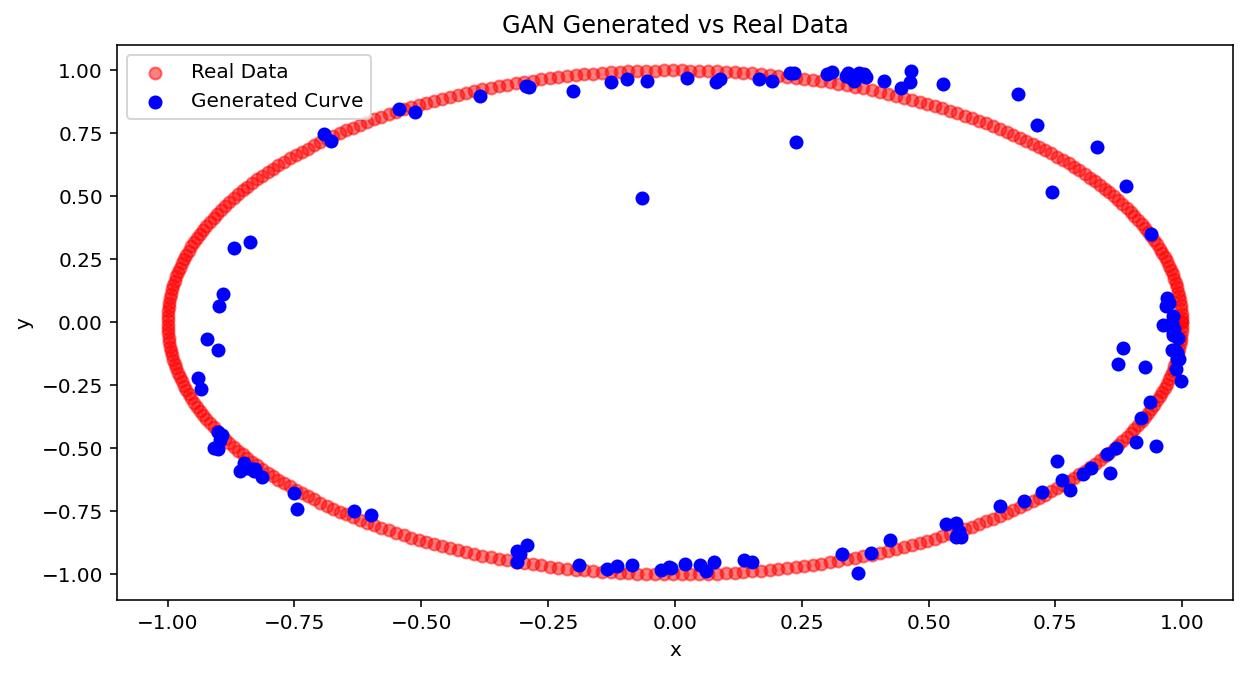 GAN Generated vs Real Data
Real Data
Generated Curve
1.00
0.75
0.50
0.25
0.00
−0.25
−0.50
−0.75
−1.00
y
−1.00 −0.75 −0.50 −0.25 0.00 0.25 0.50 0.75 1.00
x